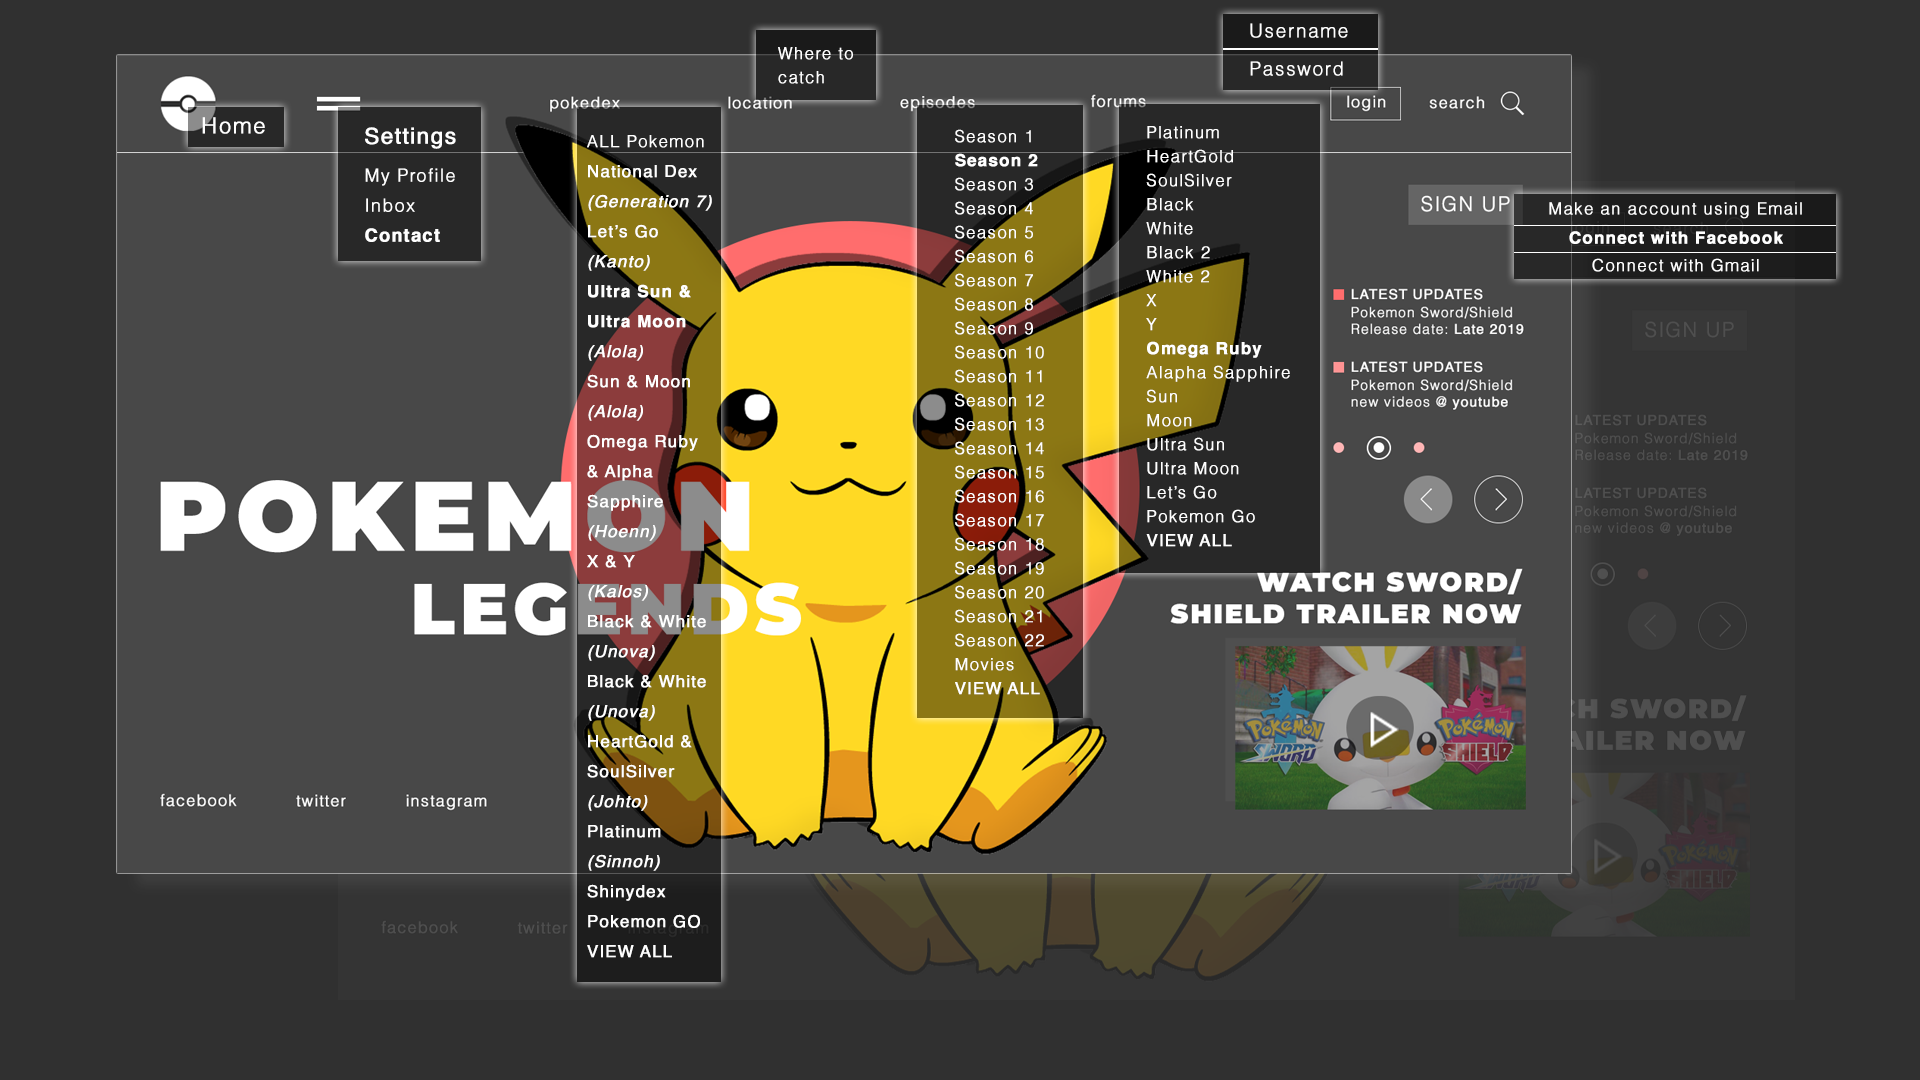 Username
Password
Where to
catch
Home
Settings
My Profile
Inbox
Contact
pokedex
location
episodes
forums
login
search
ALL Pokemon
National Dex
(Generation 7)
Let's Go
(Kanto)
Ultra Sun &
Ultra Moon
(Alola)
Sun & Moon
(Alola)
Omega Ruby
& Alpha
Sapphire
(Hoenn)
X & Y
(Kalos)
Black & White
(Unova)
Black & White
(Unova)
HeartGold &
SoulSilver
(Johto)
Platinum
(Sinnoh)
Shinydex
Pokemon GO
VIEW ALL
Season 1
Season 2
Season 3
Season 4
Season 5
Season 6
Season 7
Season 8
Season 9
Season 10
Season 11
Season 12
Season 13
Season 14
Season 15
Season 16
Season 17
Season 18
Season 19
Season 20
Season 21
Season 22
Movies
VIEW ALL
Platinum
HeartGold
SoulSilver
Black
White
Black 2
White 2
X
Y
Omega Ruby
Alapha Sapphire
Sun
Moon
Ultra Sun
Ultra Moon
Let's Go
Pokemon Go
VIEW ALL
SIGN UP
Make an account using Email
Connect with Facebook
Connect with Gmail
LATEST UPDATES
Pokemon Sword/Shield
Release date: Late 2019
LATEST UPDATES
Pokemon Sword/Shield
new videos @ youtube
POKEMON
LEGENDS
WATCH SWORD/
SHIELD TRAILER NOW
POKéMON
SWORD
POKéMON
SHIELD
facebook
twitter
instagram
SIGN UP
LATEST UPDATES
Pokemon Sword/Shield
Release date: Late 2019
LATEST UPDATES
Pokemon Sword/Shield
new videos @ youtube
CH SWORD/
AILER NOW
POKéMON
SHIELD
facebook
twitter
instagram